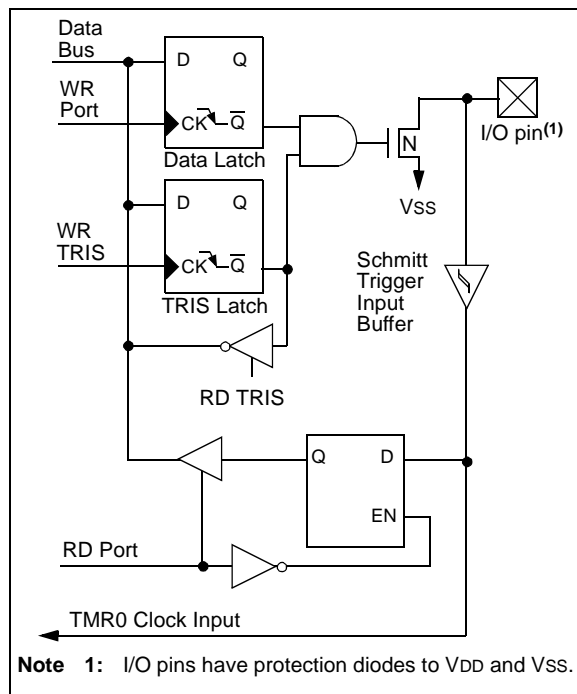 Data
Bus
D Q
WR
Port
CK Q
Data Latch
I/O pin(1)
N
VSS
D Q
WR
TRIS
CK Q
TRIS Latch
Schmitt
Trigger
Input
Buffer
RD TRIS
Q D
EN
RD Port
TMR0 Clock Input
Note 1: I/O pins have protection diodes to VDD and VSS.